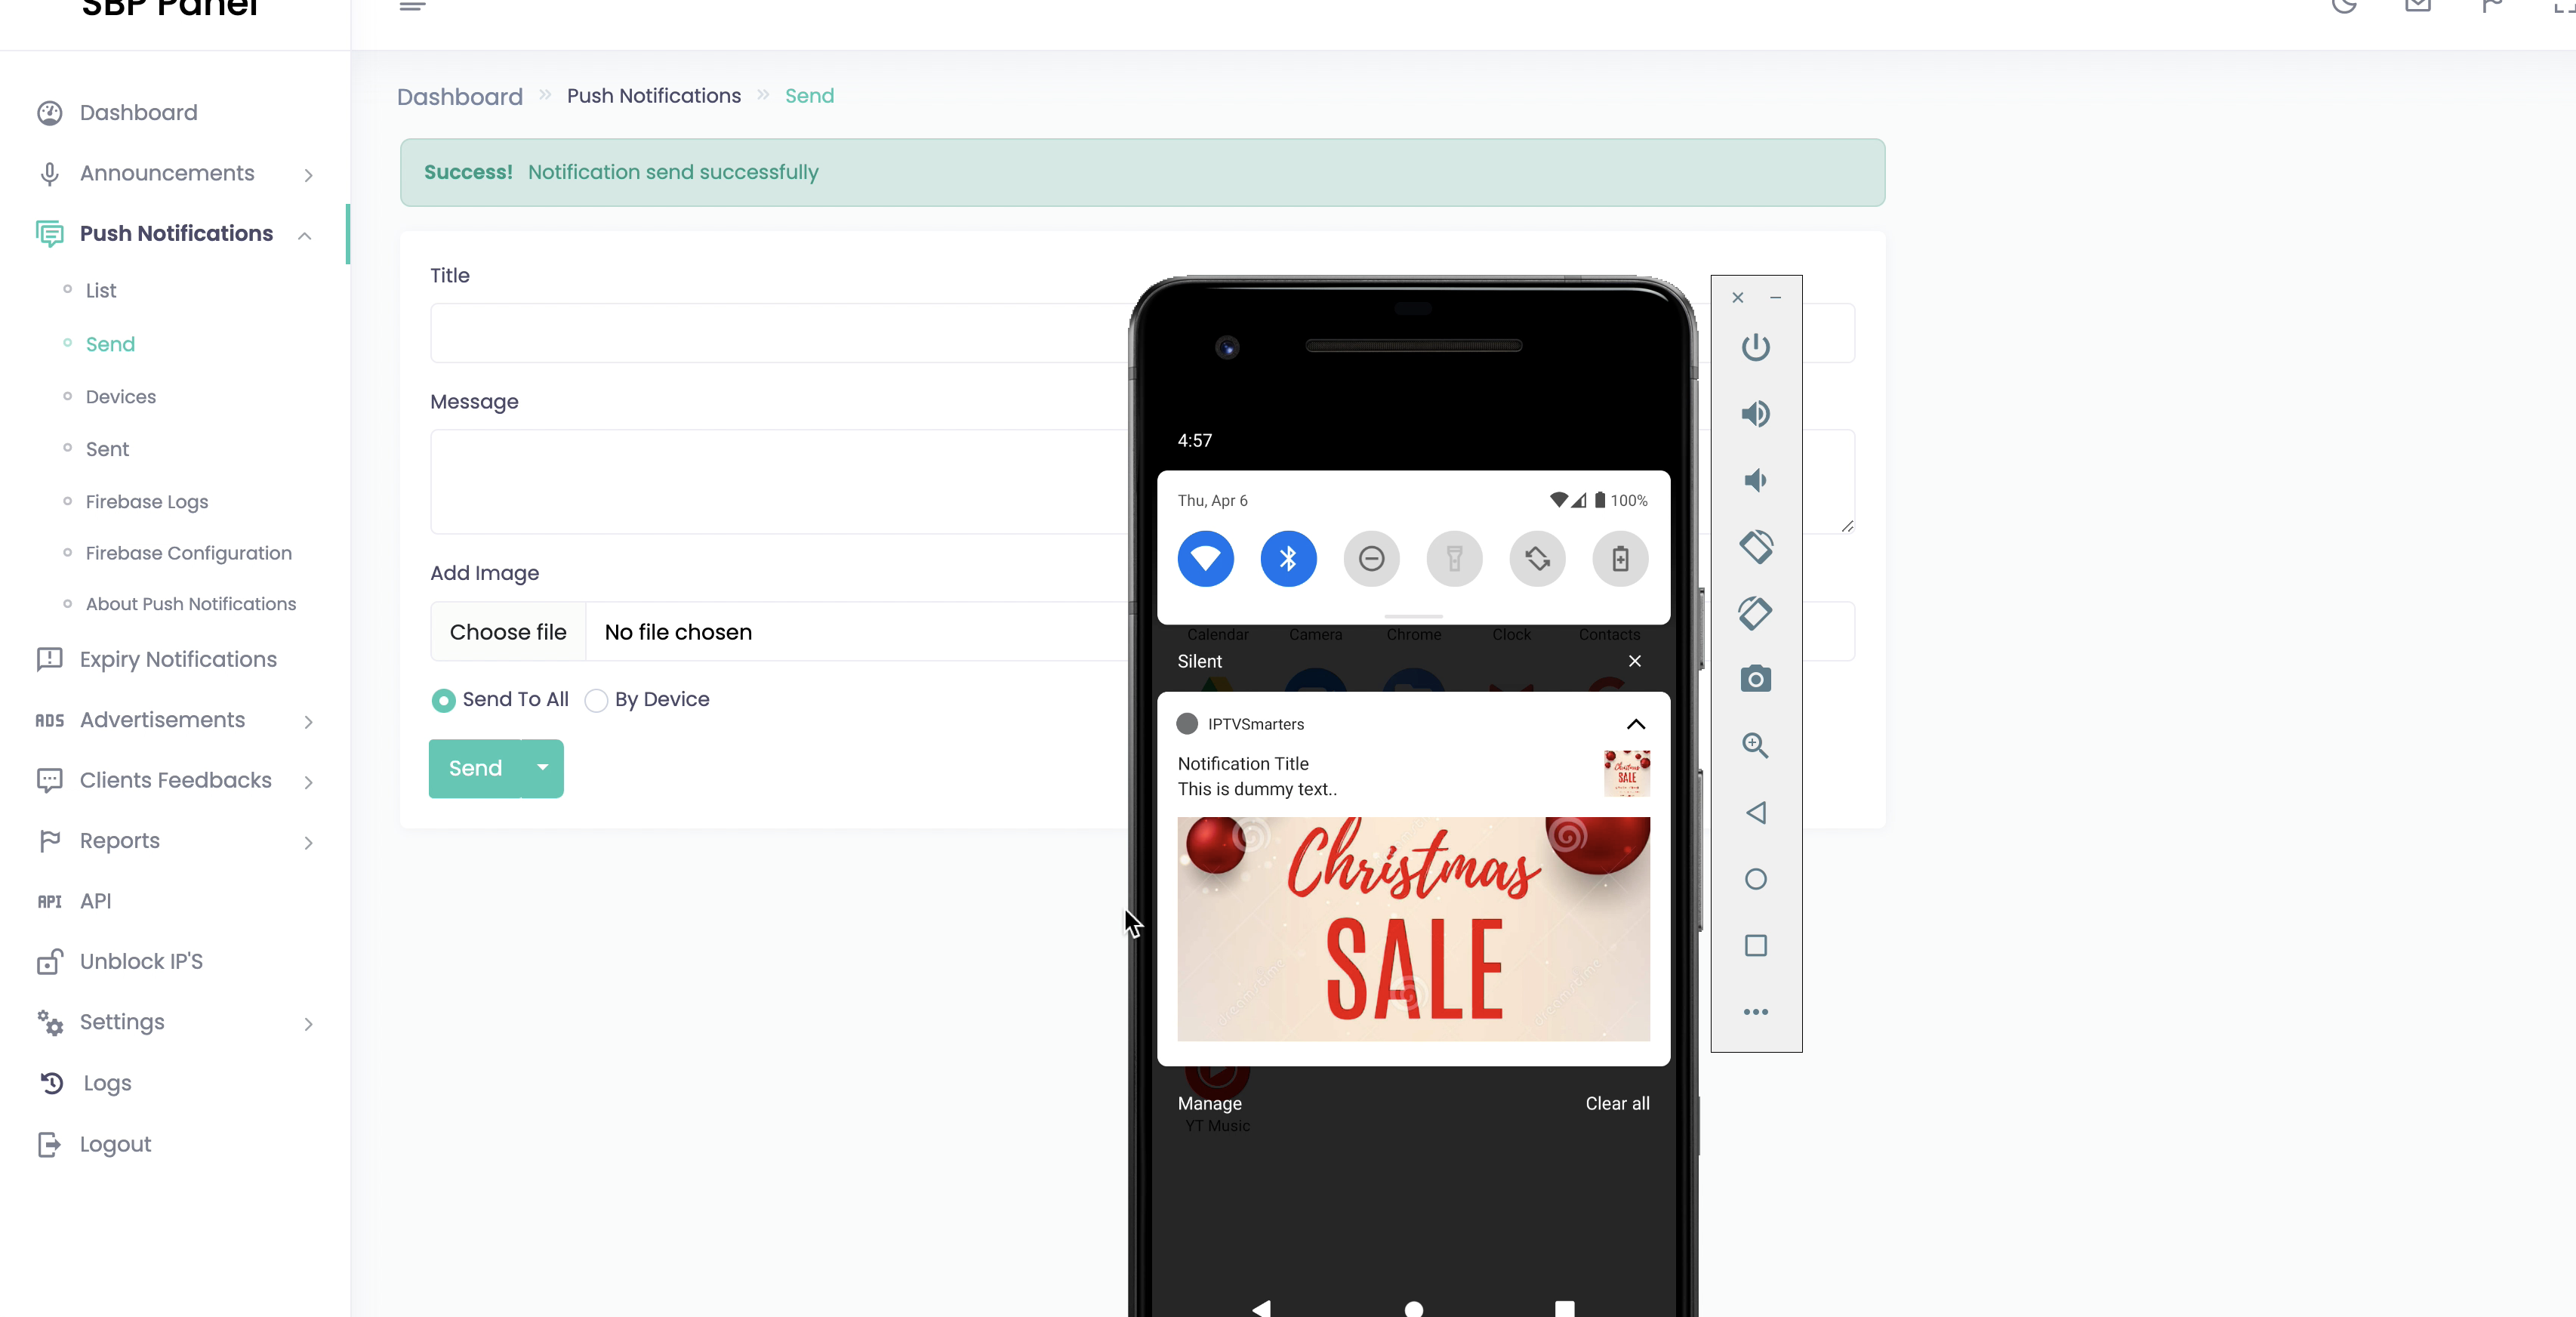 SBP Panel
Dashboard
Announcements
Push Notifications
List
Send
Devices
Sent
Firebase Logs
Firebase Configuration
About Push Notifications
Expiry Notifications
ADS Advertisements
Clients Feedbacks
Reports
API API
Unblock IP'S
Settings
Logs
Logout
Dashboard » Push Notifications » Send
Success! Notification send successfully
Title
Message
Add Image
Choose file No file chosen
Send To All By Device
Send
4:57
Thu, Apr 6 100%
Calendar Camera Chrome Clock Contacts
Silent
IPTVSmarters
Notification Title
This is dummy text..
Christmas
SALE
Christmas
SALE
dreamstime dreamstime
Manage Clear all
YT Music